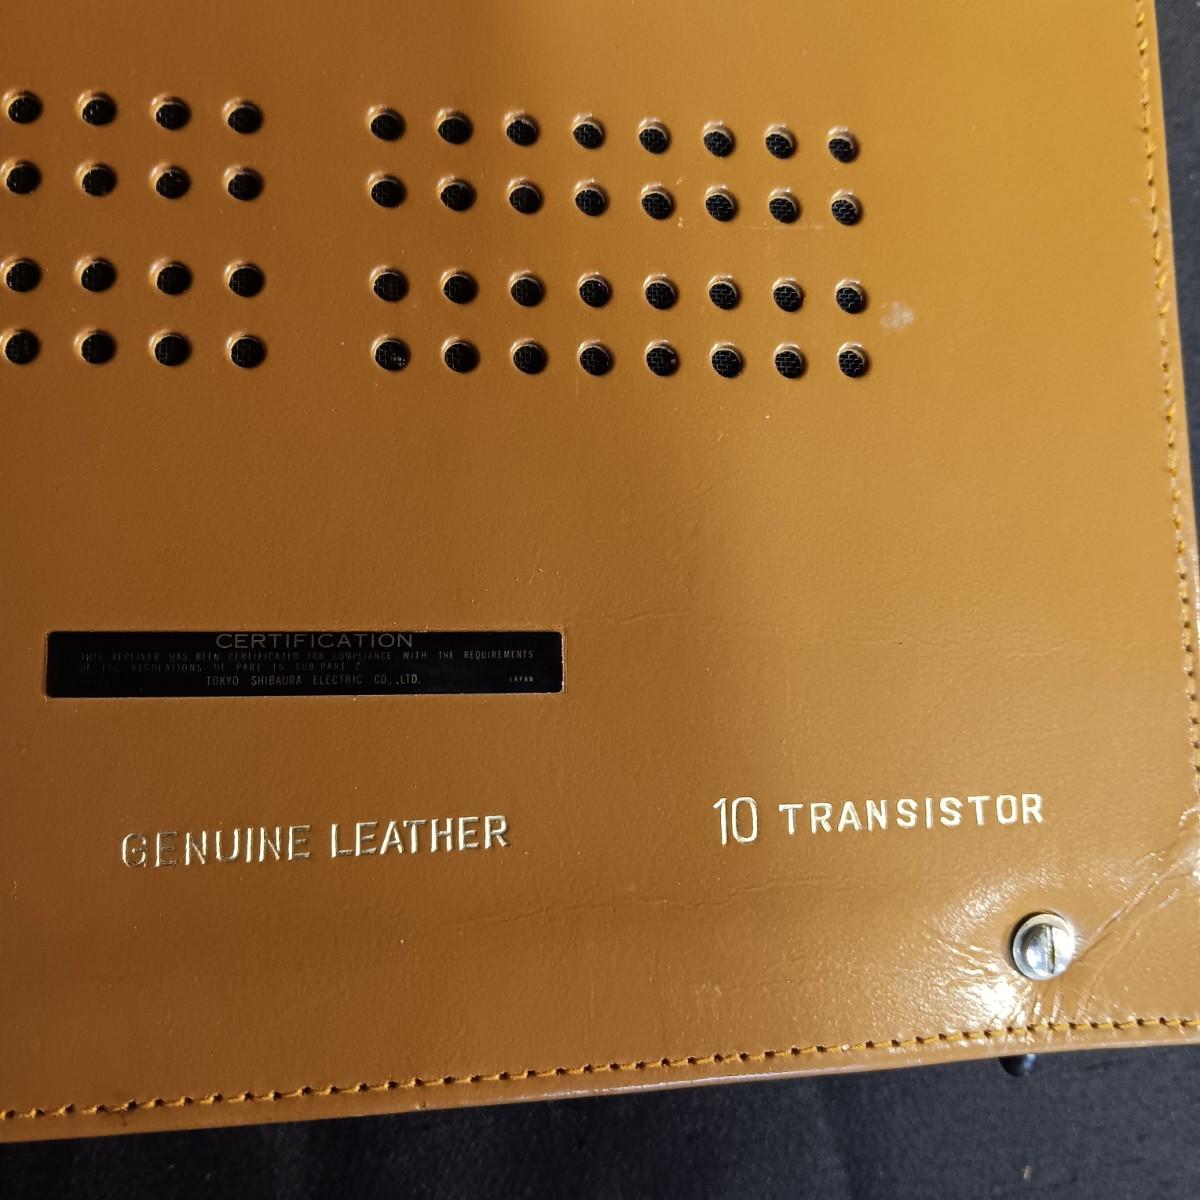 CERTIFICATION
THIS RECEIVER HAS BEEN CERTIFICATED FOR COMPLIANCE WITH THE REQUIREMENTS
OF FCC REGULATIONS OF PART 15 SUB-PART C
TOKYO SHIBAURA ELECTRIC CO., LTD. JAPAN
GENUINE LEATHER
10 TRANSISTOR